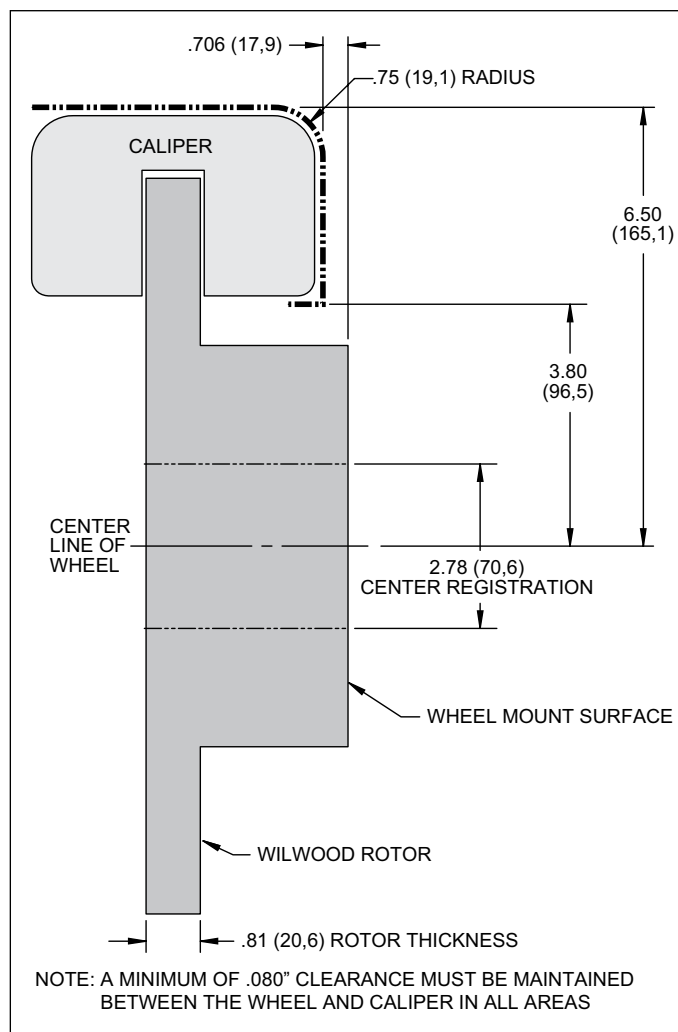 .706 (17,9)
.75 (19,1) RADIUS
CALIPER
6.50
(165,1)
3.80
(96,5)
CENTER
LINE OF
WHEEL
2.78 (70,6)
CENTER REGISTRATION
WHEEL MOUNT SURFACE
WILWOOD ROTOR
.81 (20,6) ROTOR THICKNESS
NOTE: A MINIMUM OF .080” CLEARANCE MUST BE MAINTAINED
BETWEEN THE WHEEL AND CALIPER IN ALL AREAS